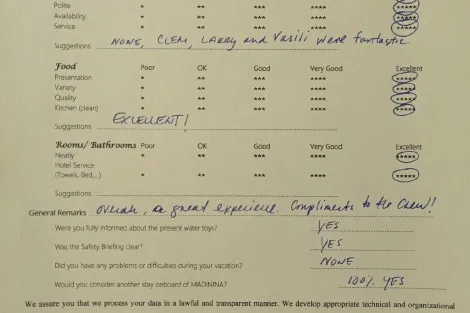 Polite * ** *** **** *****
Availability * ** *** **** *****
Service * ** *** **** *****
Suggestions NONE, CLEM, LARRY and Vasili were fantastic
Food Poor OK Good Very Good Excellent
Presentation * ** *** **** *****
Variety * ** *** **** *****
Quality * ** *** **** *****
Kitchen (clean) * ** *** **** *****
Suggestions EXCELLENT!
Rooms/ Bathrooms Poor OK Good Very Good Excellent
Neatly * ** *** **** *****
Hotel Service
(Towels, Bed,,,) * ** *** **** *****
Suggestions
General Remarks Overall, a great experience. Compliments to the Crew!
Were you fully informed about the present water toys? YES
Was the Safety Briefing clear? YES
Did you have any problems or difficulties during your vacation? NONE
Would you consider another stay onboard of MADININA? 100% YES
We assure you that we process your data in a lawful and transparent manner. We develop appropriate technical and organizational